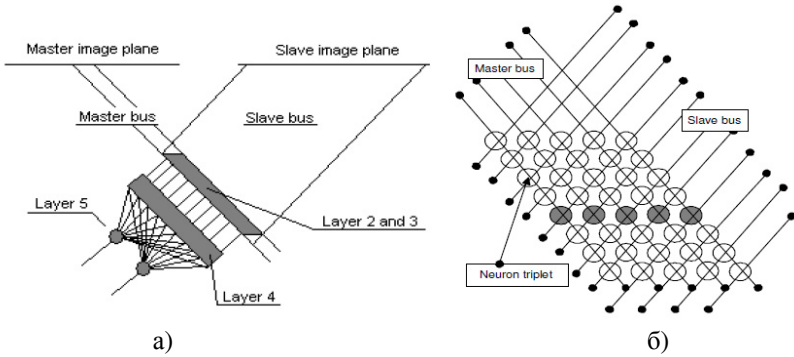 Master image plane
Slave image plane
Master bus
Slave bus
Layer 5
Layer 2 and 3
Layer 4
а)
Master bus
Slave bus
Neuron triplet
б)